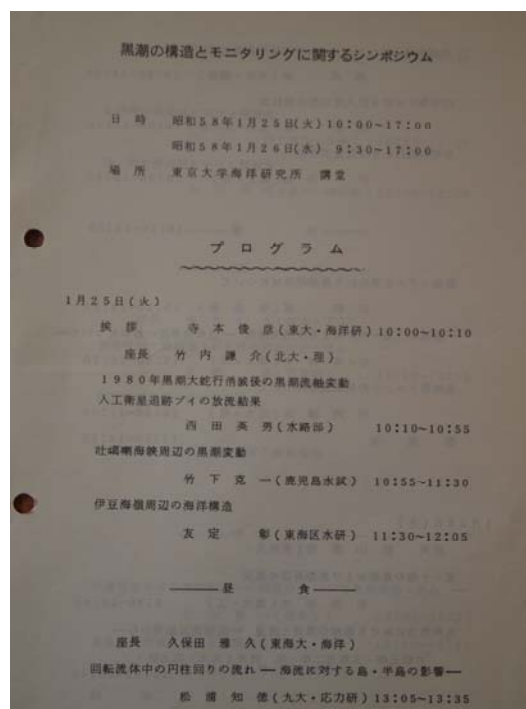 黒潮の構造とモニタリングに関するシンポジウム
日時 昭和58年1月25日(火)10:00~17:00
昭和58年1月26日(水) 9:30~17:00
場所 東京大学海洋研究所 講堂
プログラム
1月25日(火)
挨拶 寺本俊彦(東大・海洋研)10:00~10:10
座長 竹内謙介(北大・理)
1980年黒潮大蛇行消滅後の黒潮流軸変動
人工衛星追跡ブイの放流結果
西田英男(水路部) 10:10~10:55
吐噶喇海峡周辺の黒潮変動
竹下克一(鹿児島水試) 10:55~11:30
伊豆海嶺周辺の海洋構造
友定彰(東海区水研) 11:30~12:05
――昼食――
座長 久保田雅久(東海大・海洋)
回転流体中の円柱回りの流れ―海流に対する島・半島の影響―
松浦知徳(九大・応力研)13:05~13:35